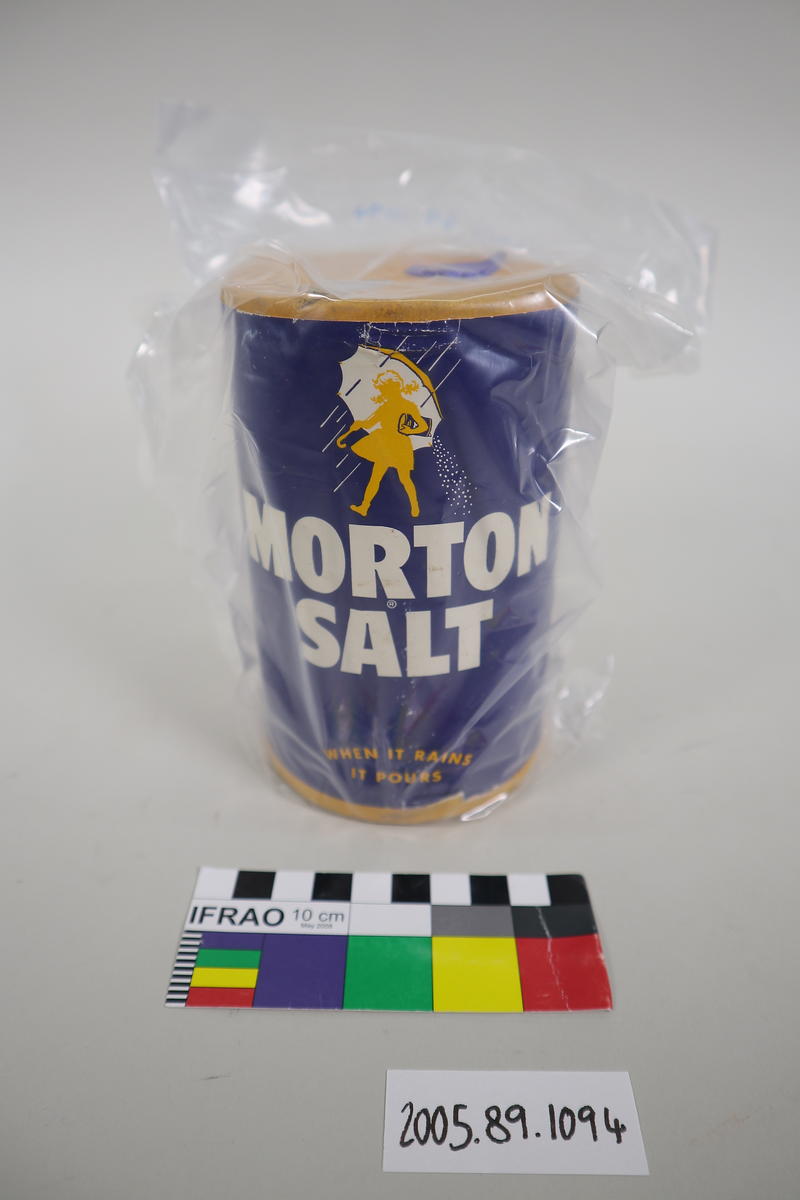 MORTON
SALT
®
WHEN IT RAINS
IT POURS
IFRAO 10 cm
May 2008
2005.89.1094